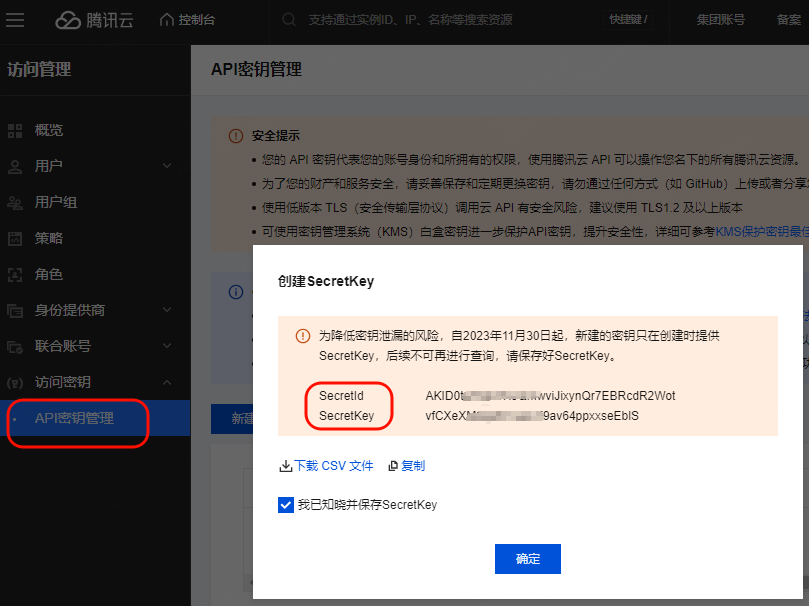 腾讯云
控制台
支持通过实例ID、IP、名称等搜索资源
快捷键 /
集团账号
备案
访问管理
概览
用户
用户组
策略
角色
身份提供商
联合账号
访问密钥
API密钥管理
API密钥管理
安全提示
您的 API 密钥代表您的账号身份和所拥有的权限，使用腾讯云 API 可以操作您名下的所有腾讯云资源。
为了您的财产和服务安全，请妥善保存和定期更换密钥，请勿通过任何方式（如 GitHub）上传或者分享
使用低版本 TLS（安全传输层协议）调用云 API 有安全风险，建议使用 TLS1.2 及以上版本
可使用密钥管理系统（KMS）白盒密钥进一步保护API密钥，提升安全性，详细可参考KMS保护密钥最
新建
创建SecretKey
为降低密钥泄漏的风险，自2023年11月30日起，新建的密钥只在创建时提供
SecretKey，后续不可再进行查询，请保存好SecretKey。
SecretId
SecretKey
下载 CSV 文件
复制
我已知晓并保存SecretKey
确定